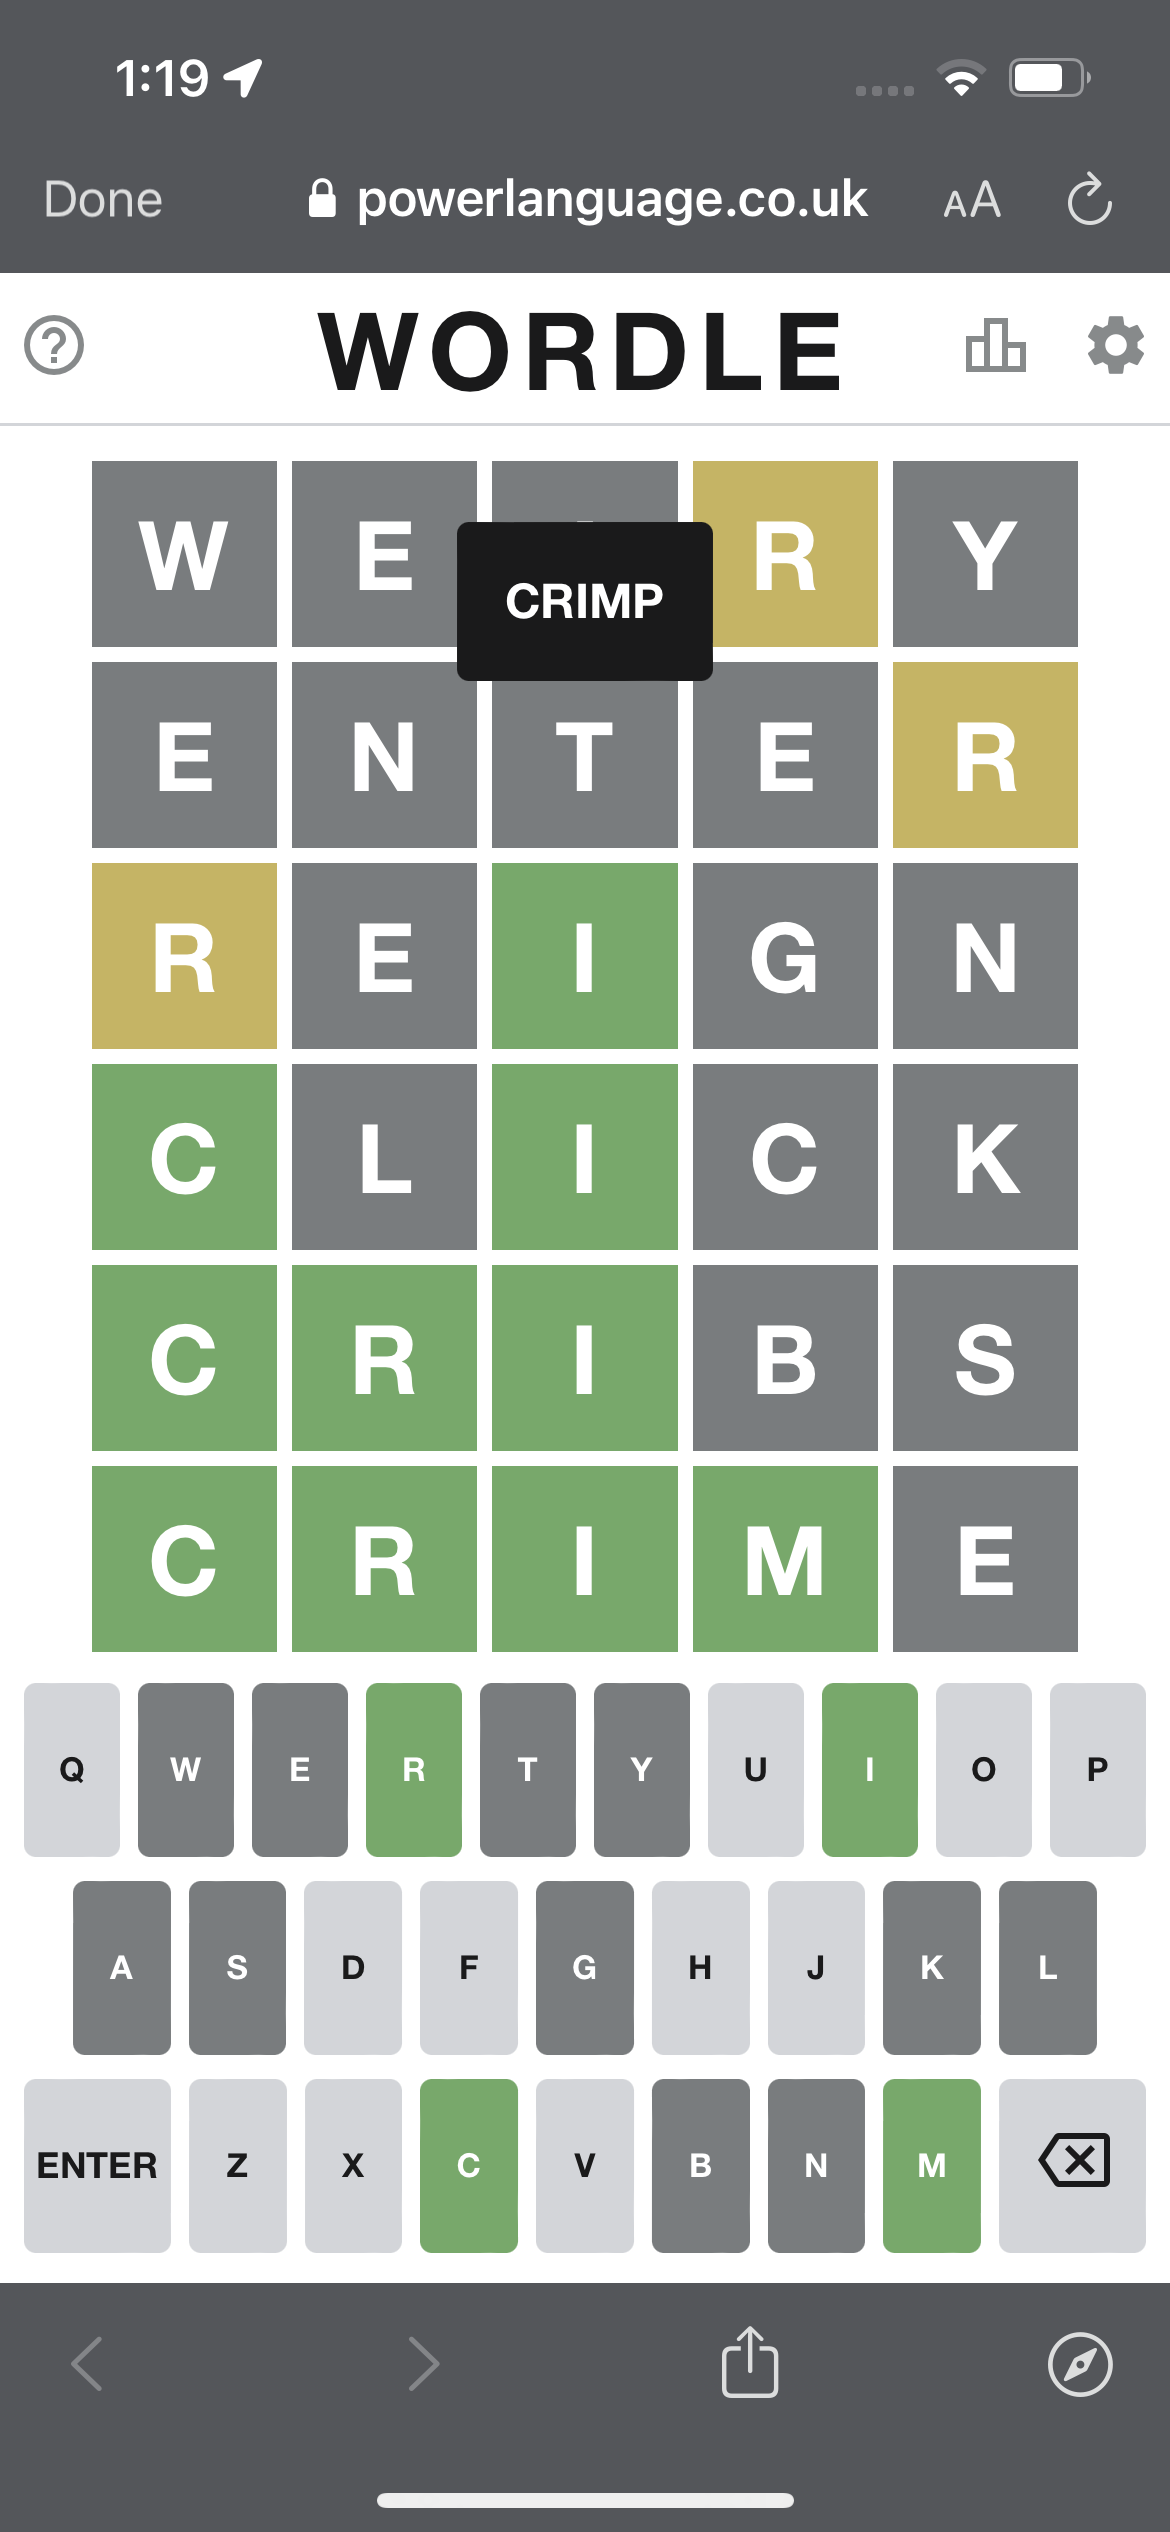 1:19
Done powerlanguage.co.uk AA
? WORDLE
W E R Y
CRIMP
E N T E R
R E I G N
C L I C K
C R I B S
C R I M E
Q W E R T Y U I O P
A S D F G H J K L
ENTER Z X C V B N M